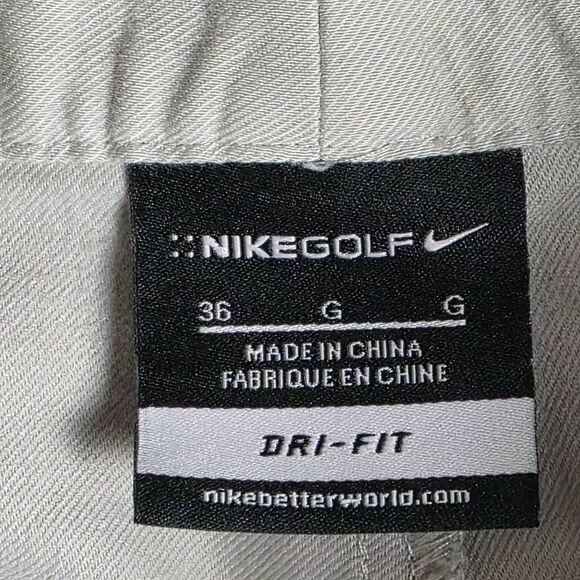 NIKEGOLF
36 G G
MADE IN CHINA
FABRIQUE EN CHINE
DRI-FIT
nikebetterworld.com